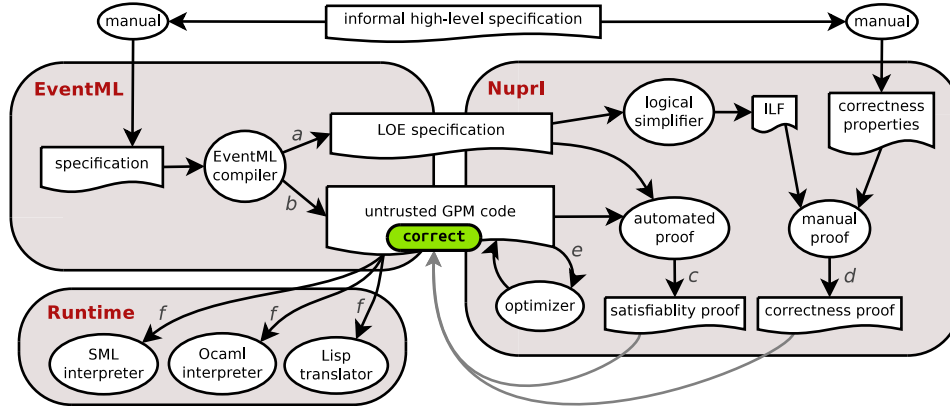 manual
informal high-level specification
manual
EventML
Nuprl
logical
simplifier
ILF
correctness
properties
a
LOE specification
specification
EventML
compiler
b
untrusted GPM code
correct
automated
proof
manual
proof
e
c
d
optimizer
satisfiablity proof
correctness proof
Runtime
f
f
f
SML
interpreter
Ocaml
interpreter
Lisp
translator